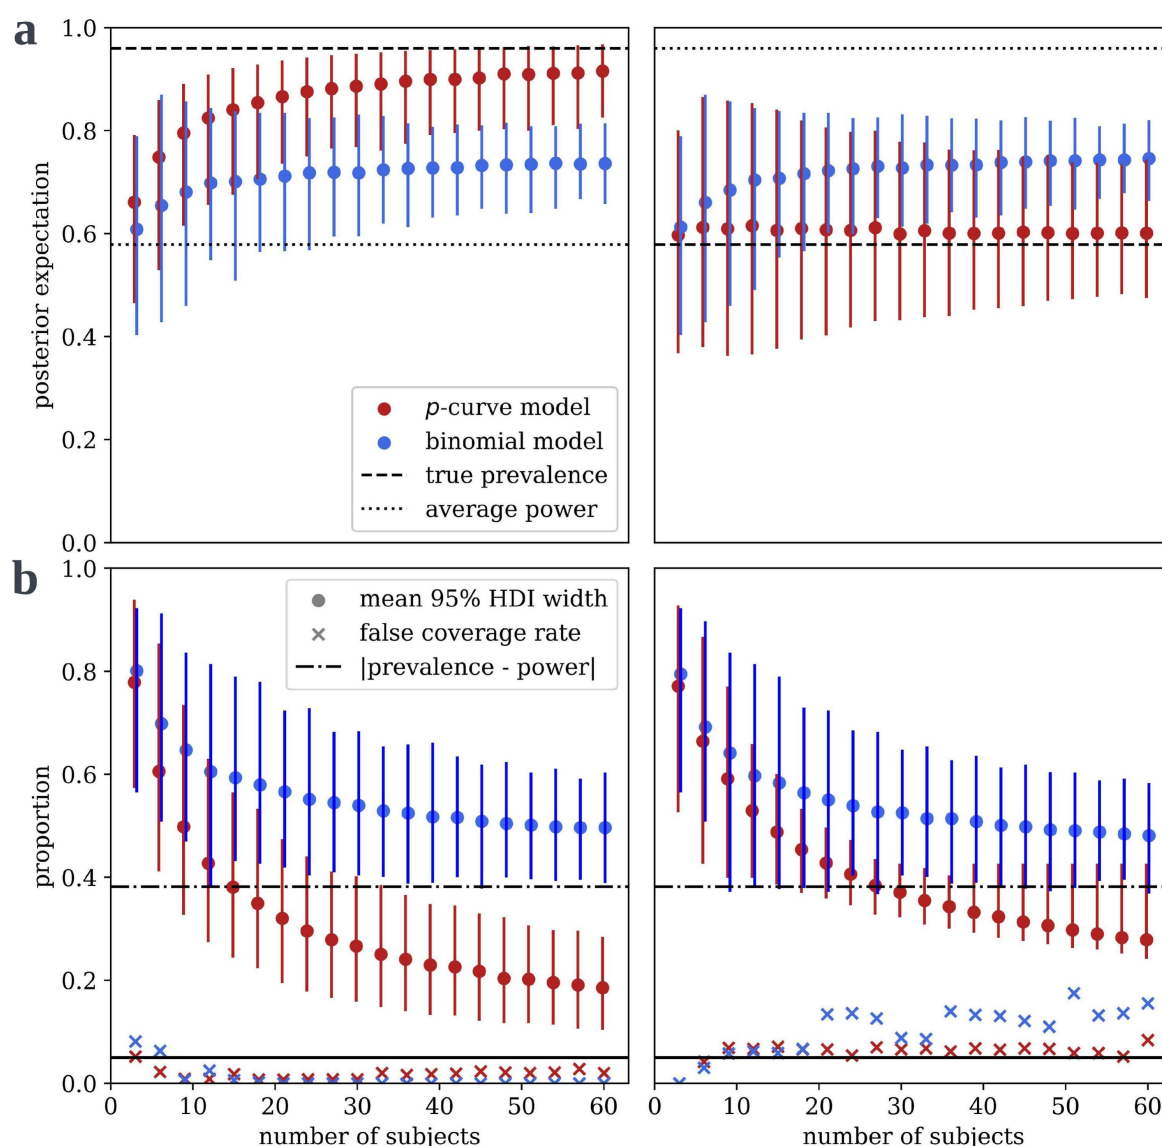 a
1.0
0.8
0.6
0.4
0.2
0.0
posterior expectation
p-curve model
binomial model
true prevalence
average power
b
1.0
0.8
0.6
0.4
0.2
0.0
proportion
mean 95% HDI width
false coverage rate
|prevalence - power|
0 10 20 30 40 50 60
number of subjects
0 10 20 30 40 50 60
number of subjects